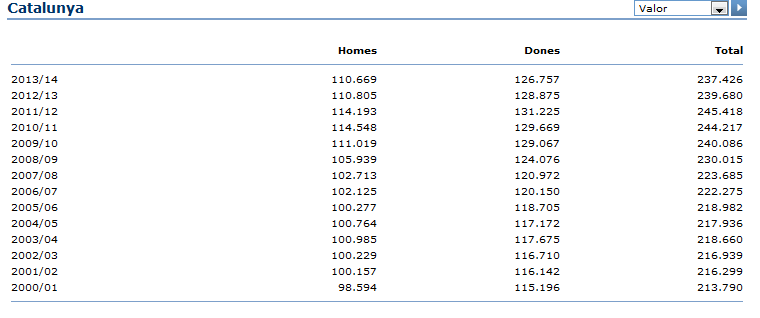 Catalunya Valor
Homes Dones Total
2013/14 110.669 126.757 237.426
2012/13 110.805 128.875 239.680
2011/12 114.193 131.225 245.418
2010/11 114.548 129.669 244.217
2009/10 111.019 129.067 240.086
2008/09 105.939 124.076 230.015
2007/08 102.713 120.972 223.685
2006/07 102.125 120.150 222.275
2005/06 100.277 118.705 218.982
2004/05 100.764 117.172 217.936
2003/04 100.985 117.675 218.660
2002/03 100.229 116.710 216.939
2001/02 100.157 116.142 216.299
2000/01 98.594 115.196 213.790